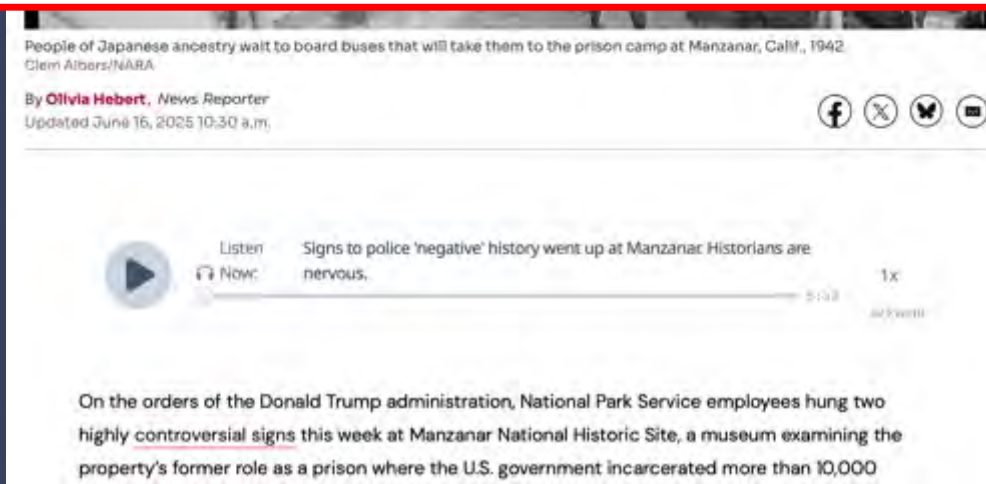 People of Japanese ancestry wait to board buses that will take them to the prison camp at Manzanar, Calif., 1942
Clem Albers/NARA
By Olivia Hebert, News Reporter
Updated June 16, 2025 10:30 a.m.
Listen Now:
Signs to police 'negative' history went up at Manzanar. Historians are
nervous.
1x
On the orders of the Donald Trump administration, National Park Service employees hung two
highly controversial signs this week at Manzanar National Historic Site, a museum examining the
property's former role as a prison where the U.S. government incarcerated more than 10,000